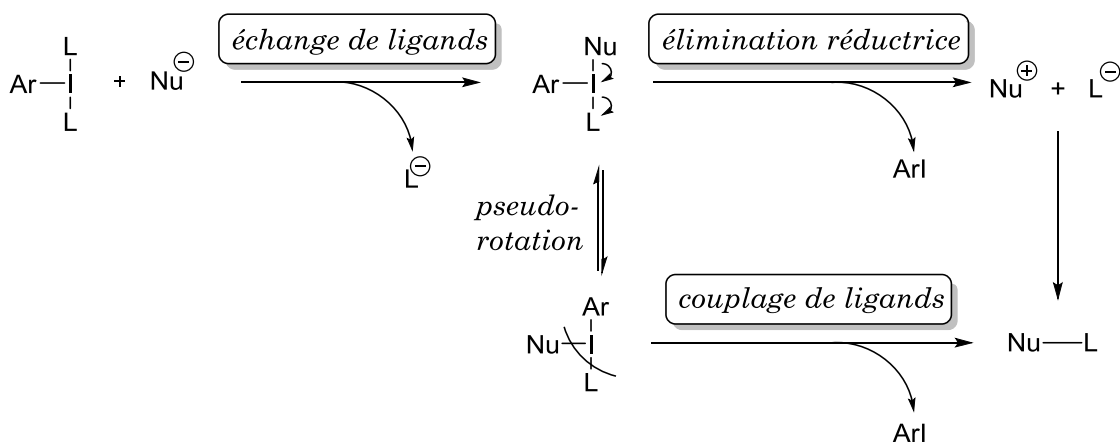 échange de ligands
élimination réductrice
L
Ar I + Nu⊖
L
L⊖
Nu
Ar I
L
ArI
Nu⊕ + L⊖
pseudo-
rotation
couplage de ligands
Ar
Nu I
L
ArI
Nu L